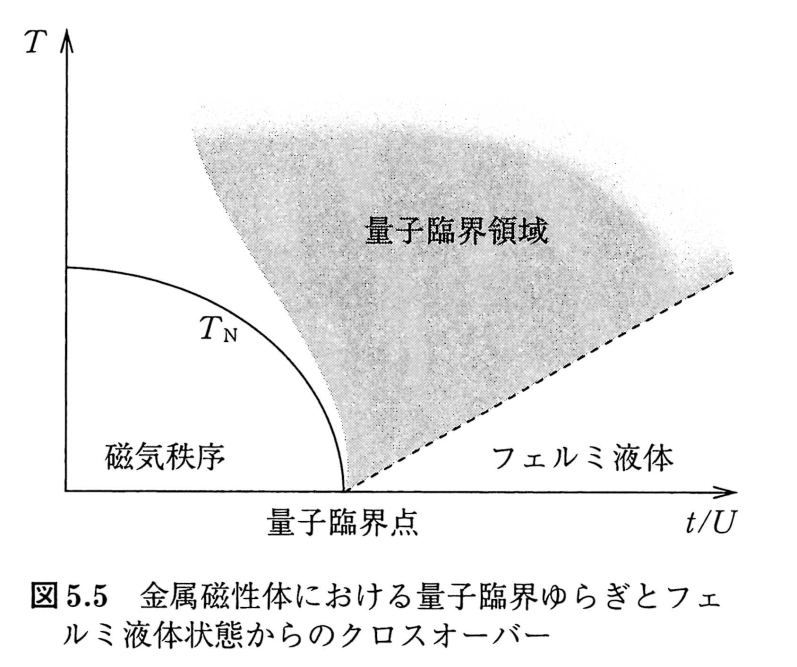 T
量子臨界領域
T_N
磁気秩序
フェルミ液体
量子臨界点
t/U
図5.5 金属磁性体における量子臨界ゆらぎとフェ
ルミ液体状態からのクロスオーバー